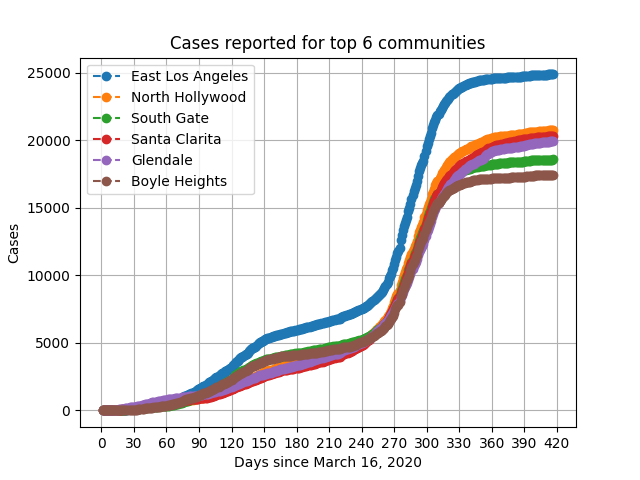 Cases reported for top 6 communities
East Los Angeles
North Hollywood
South Gate
Santa Clarita
Glendale
Boyle Heights
25000
20000
15000
10000
5000
0
Cases
0 30 60 90 120 150 180 210 240 270 300 330 360 390 420
Days since March 16, 2020